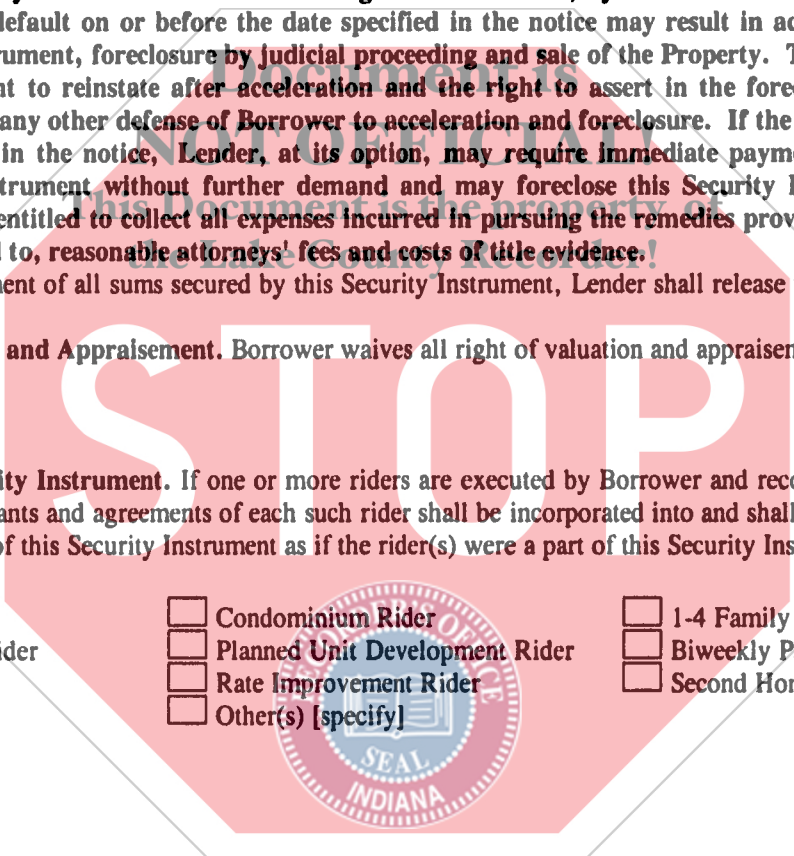 default on or before the date specified in the notice may result in ac
rument, foreclosure by judicial proceeding and sale of the Property. T
Document is
nt to reinstate after acceleration and the right to assert in the forec
any other defense of Borrower to acceleration and foreclosure. If the
NOT OFFICIAL
in the notice, Lender, at its option, may require immediate payme
strument without further demand and may foreclose this Security I
This Document is the property of
entitled to collect all expenses incurred in pursuing the remedies prov
d to, reasonable attorneys' fees and costs of title evidence.
the Lake County Recorder!
nent of all sums secured by this Security Instrument, Lender shall release
and Appraisement. Borrower waives all right of valuation and appraisen
STOP
ity Instrument. If one or more riders are executed by Borrower and reco
ants and agreements of each such rider shall be incorporated into and shall
of this Security Instrument as if the rider(s) were a part of this Security Ins
Condominium Rider
1-4 Family
ider
Planned Unit Development Rider
Biweekly P
Rate Improvement Rider
Second Hor
Other(s) [specify]
RECORDER'S OFFICE
SEAL
INDIANA